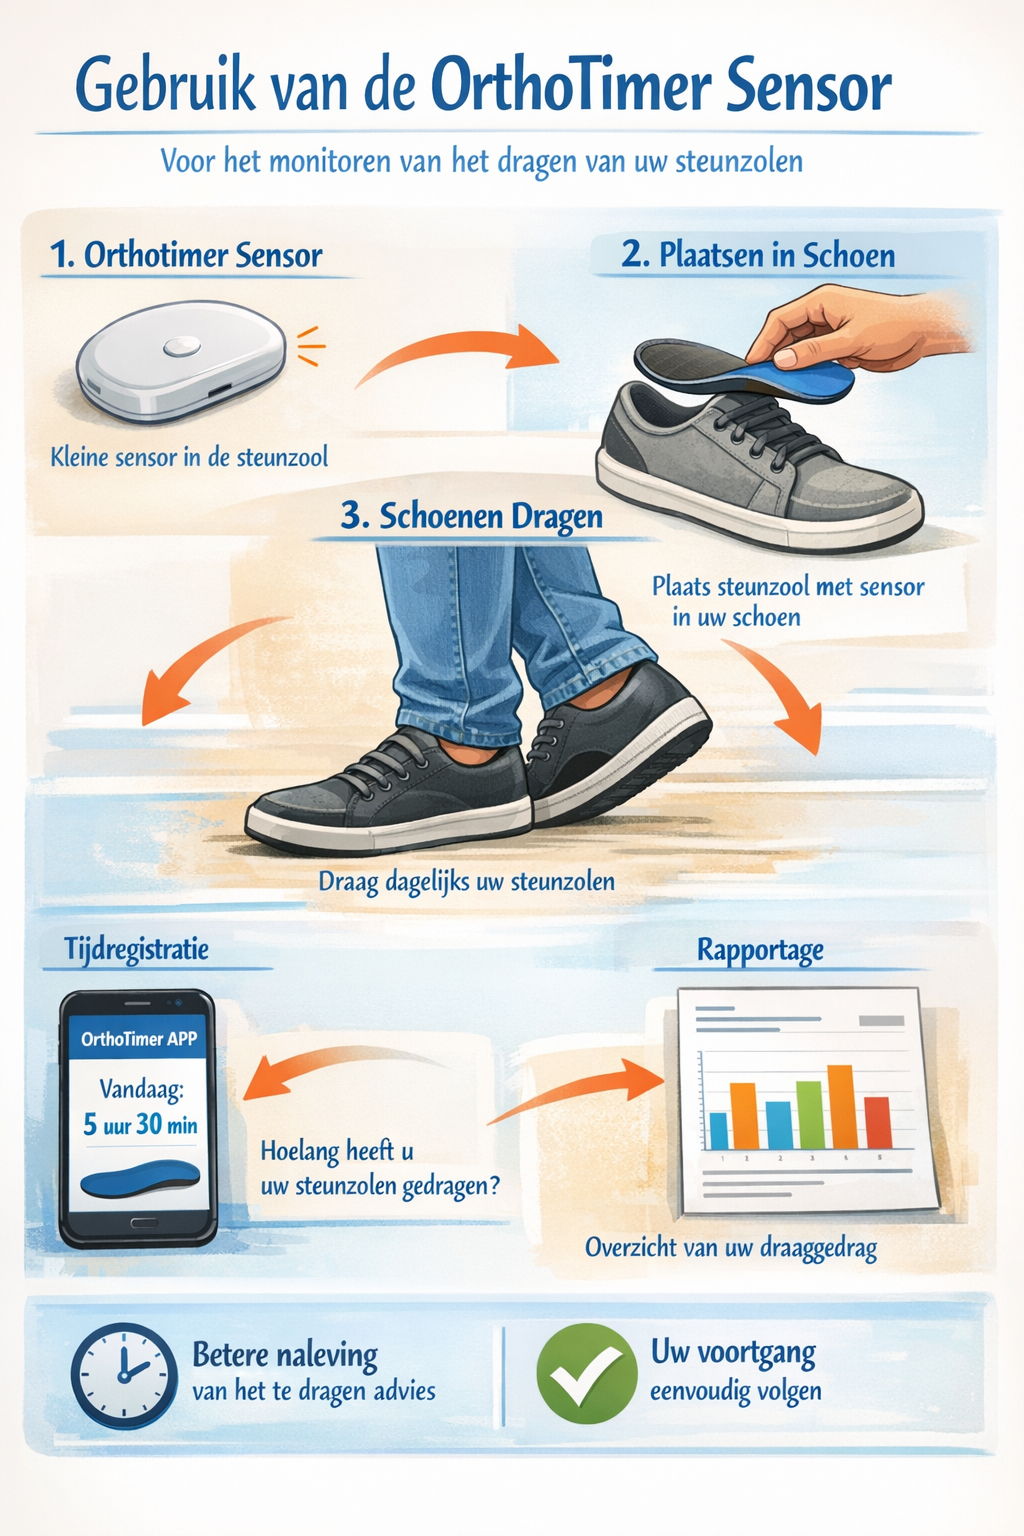 Gebruik van de OrthoTimer Sensor
Voor het monitoren van het dragen van uw steunzolen
1. Orthotimer Sensor
Kleine sensor in de steunzool
2. Plaatsen in Schoen
Plaats steunzool met sensor
in uw schoen
3. Schoenen Dragen
Draag dagelijks uw steunzolen
Tijdregistratie
OrthoTimer APP
Vandaag:
5 uur 30 min
Hoelang heeft u
uw steunzolen gedragen?
Rapportage
Overzicht van uw draaggedrag
Betere naleving
van het te dragen advies
Uw voortgang
eenvoudig volgen